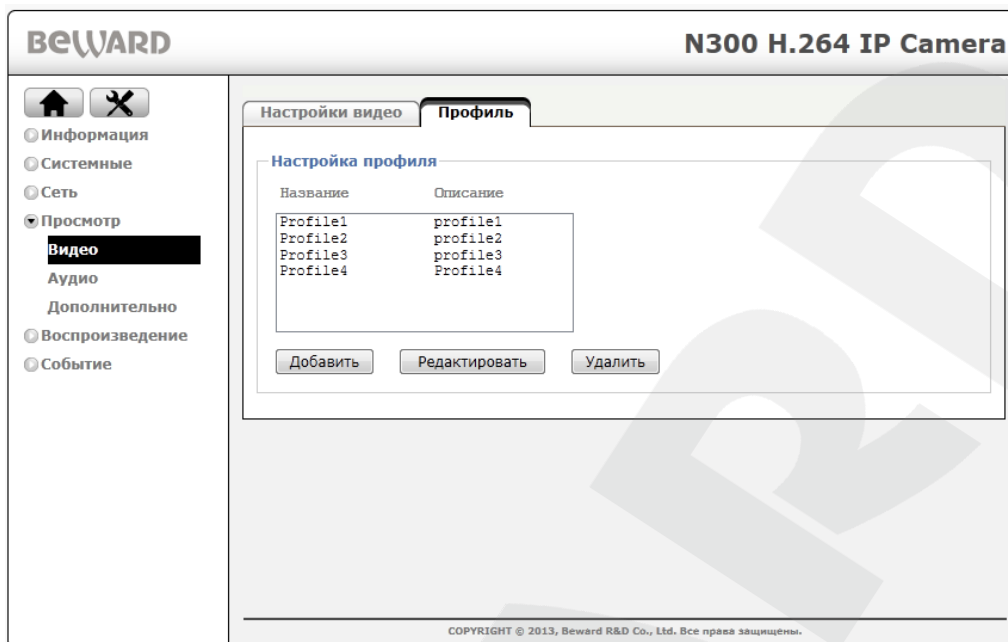 BEWARD
N300 H.264 IP Camera
Информация
Системные
Сеть
Просмотр
Видео
Аудио
Дополнительно
Воспроизведение
Событие
Настройки видео
Профиль
Настройка профиля
Название Описание
Profile1 profile1
Profile2 profile2
Profile3 profile3
Profile4 Profile4
Добавить Редактировать Удалить
COPYRIGHT © 2013, Beward R&D Co., Ltd. Все права защищены.